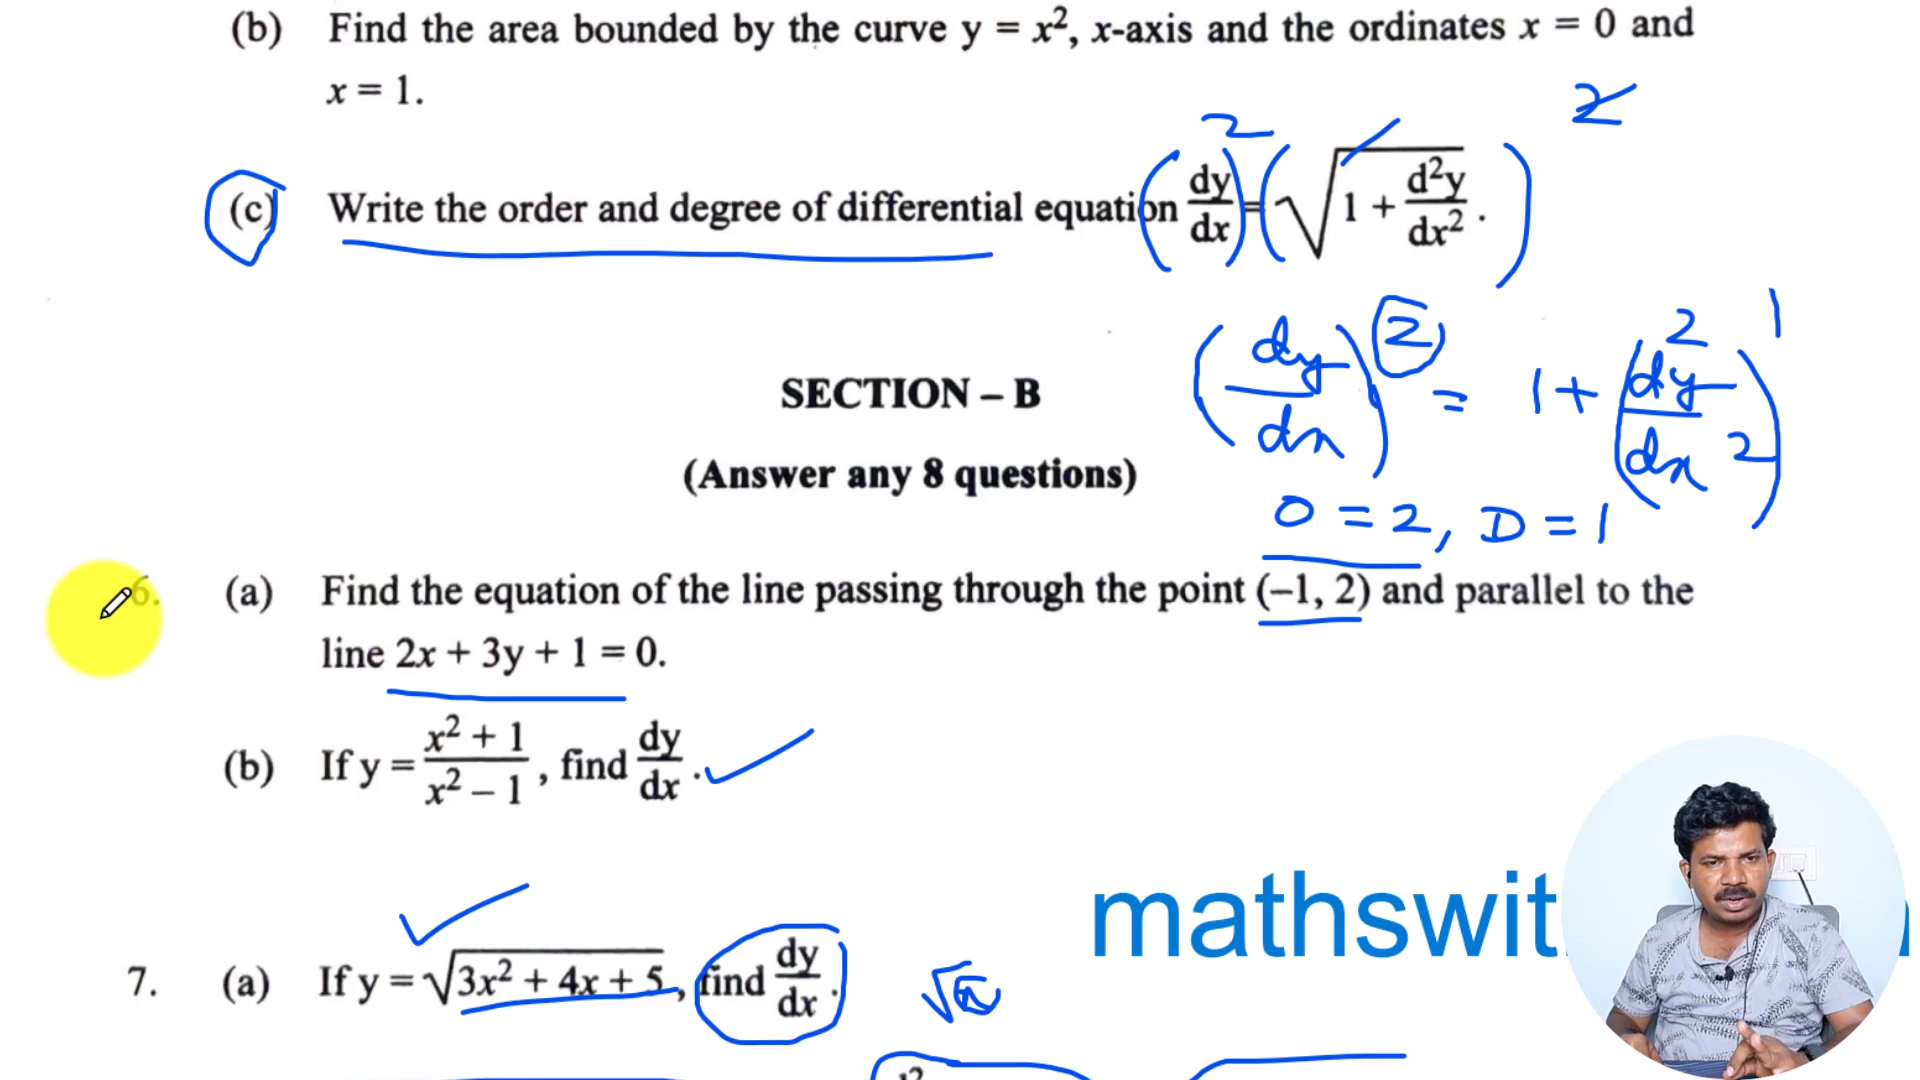 (b) Find the area bounded by the curve y = x², x-axis and the ordinates x = 0 and
x = 1.
2
2
(c) Write the order and degree of differential equation (dy/dx) = (√(1 + d²y/dx²)).
(dy/dx)² = 1 + (d²y/dx²)¹
SECTION – B
(Answer any 8 questions)
O = 2, D = 1
6. (a) Find the equation of the line passing through the point (–1, 2) and parallel to the
line 2x + 3y + 1 = 0.
(b) If y = (x² + 1)/(x² – 1), find dy/dx.
mathswit
7. (a) If y = √(3x² + 4x + 5), find dy/dx.
√x